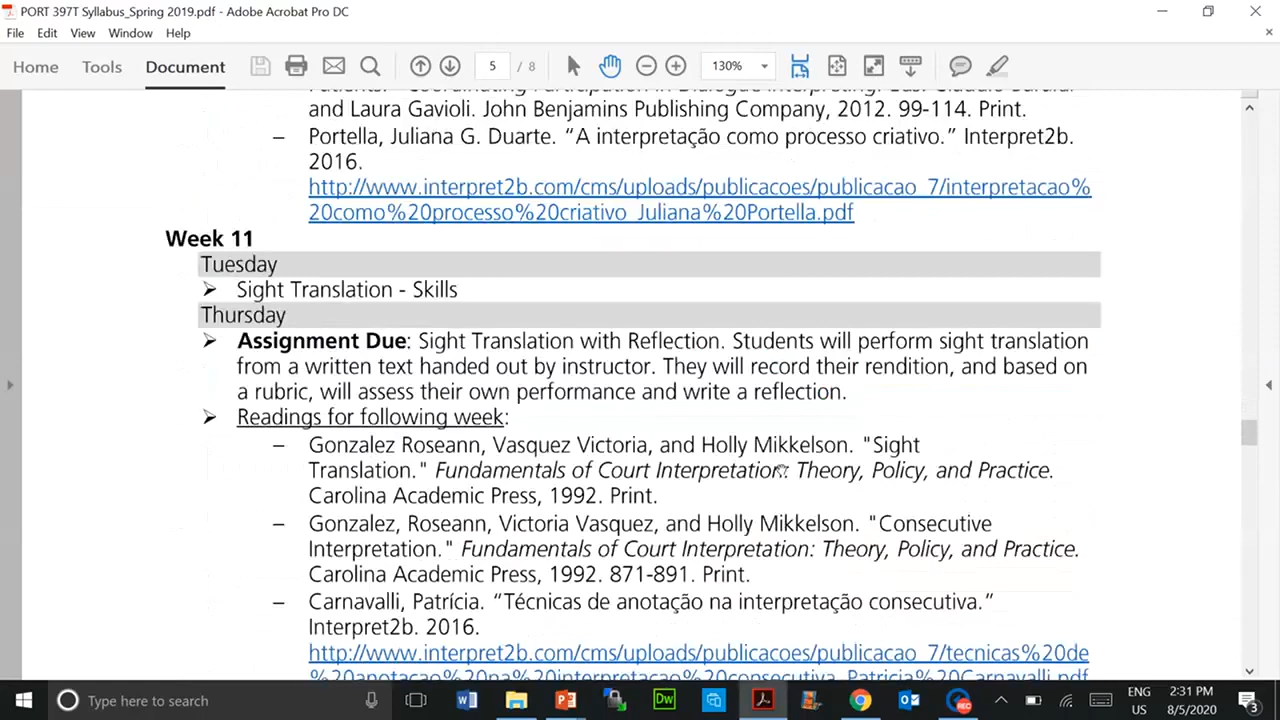 PORT 397T Syllabus_Spring 2019.pdf - Adobe Acrobat Pro DC
File Edit View Window Help
Home Tools Document 5 / 8 130%
and Laura Gavioli. John Benjamins Publishing Company, 2012. 99-114. Print.
– Portella, Juliana G. Duarte. “A interpretação como processo criativo.” Interpret2b.
2016.
http://www.interpret2b.com/cms/uploads/publicacoes/publicacao_7/interpretacao%
20como%20processo%20criativo_Juliana%20Portella.pdf
Week 11
Tuesday
➢ Sight Translation - Skills
Thursday
➢ Assignment Due: Sight Translation with Reflection. Students will perform sight translation
from a written text handed out by instructor. They will record their rendition, and based on
a rubric, will assess their own performance and write a reflection.
➢ Readings for following week:
– Gonzalez Roseann, Vasquez Victoria, and Holly Mikkelson. "Sight
Translation." Fundamentals of Court Interpretation: Theory, Policy, and Practice.
Carolina Academic Press, 1992. Print.
– Gonzalez, Roseann, Victoria Vasquez, and Holly Mikkelson. "Consecutive
Interpretation." Fundamentals of Court Interpretation: Theory, Policy, and Practice.
Carolina Academic Press, 1992. 871-891. Print.
– Carnavalli, Patrícia. “Técnicas de anotação na interpretação consecutiva.”
Interpret2b. 2016.
http://www.interpret2b.com/cms/uploads/publicacoes/publicacao_7/tecnicas%20de
%20anotacao%20na%20interpretacao%20consecutiva_Patricia%20Carnavalli.pdf
Type here to search
Dw
REC
ENG
US
2:31 PM
8/5/2020
3